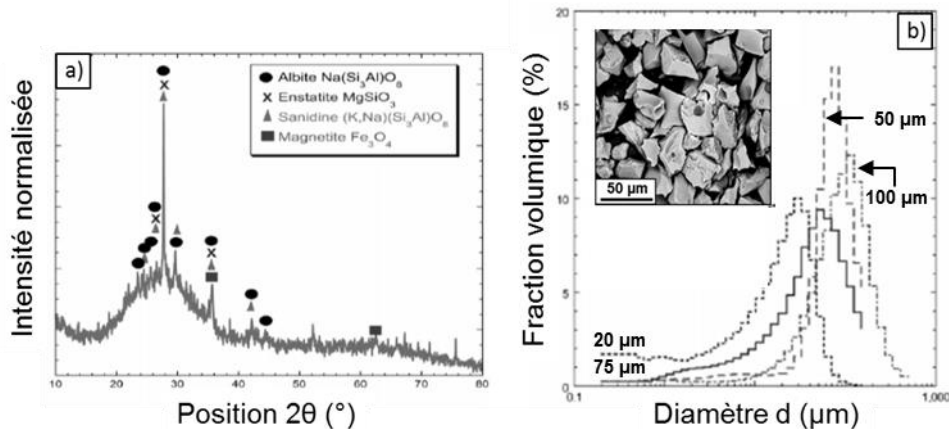 a)
Albite Na(Si₃Al)O₈
Enstatite MgSiO₃
Sanidine (K,Na)(Si₃Al)O₈
Magnetite Fe₃O₄
Intensité normalisée
10 20 30 40 50 60 70 80
Position 2θ (°)
b)
20
15
10
5
0
Fraction volumique (%)
50 µm
50 µm
100 µm
20 µm
75 µm
0.1 1,000
Diamètre d (µm)